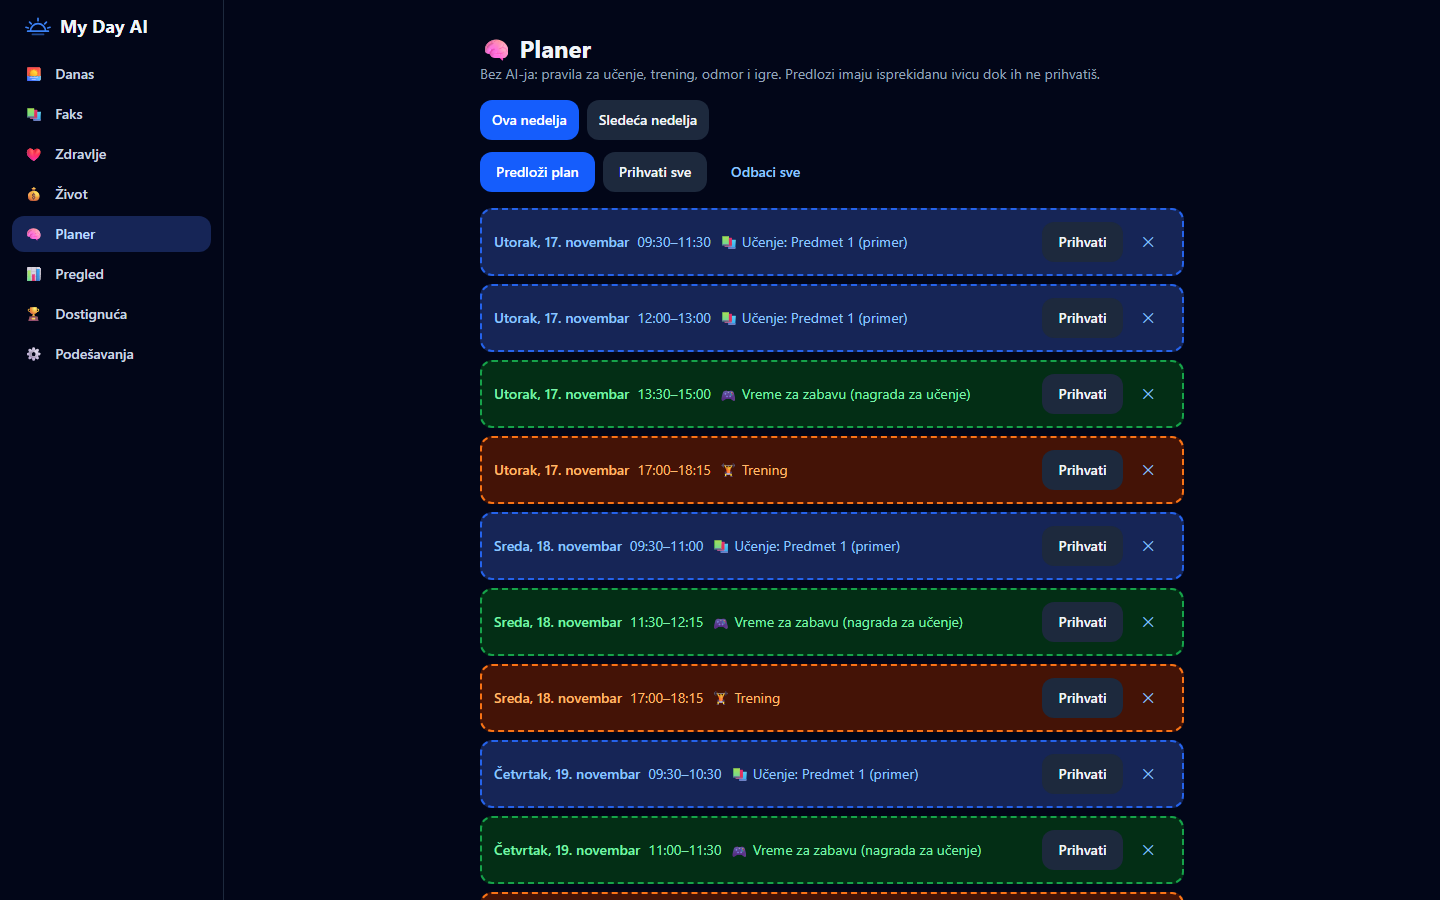 My Day AI
Danas
Faks
Zdravlje
Život
Planer
Pregled
Dostignuća
Podešavanja
Planer
Bez AI-ja: pravila za učenje, trening, odmor i igre. Predlozi imaju isprekidanu ivicu dok ih ne prihvatiš.
Ova nedelja Sledeća nedelja
Predloži plan Prihvati sve Odbaci sve
Utorak, 17. novembar 09:30–11:30 Učenje: Predmet 1 (primer) Prihvati
Utorak, 17. novembar 12:00–13:00 Učenje: Predmet 1 (primer) Prihvati
Utorak, 17. novembar 13:30–15:00 Vreme za zabavu (nagrada za učenje) Prihvati
Utorak, 17. novembar 17:00–18:15 Trening Prihvati
Sreda, 18. novembar 09:30–11:00 Učenje: Predmet 1 (primer) Prihvati
Sreda, 18. novembar 11:30–12:15 Vreme za zabavu (nagrada za učenje) Prihvati
Sreda, 18. novembar 17:00–18:15 Trening Prihvati
Četvrtak, 19. novembar 09:30–10:30 Učenje: Predmet 1 (primer) Prihvati
Četvrtak, 19. novembar 11:00–11:30 Vreme za zabavu (nagrada za učenje) Prihvati